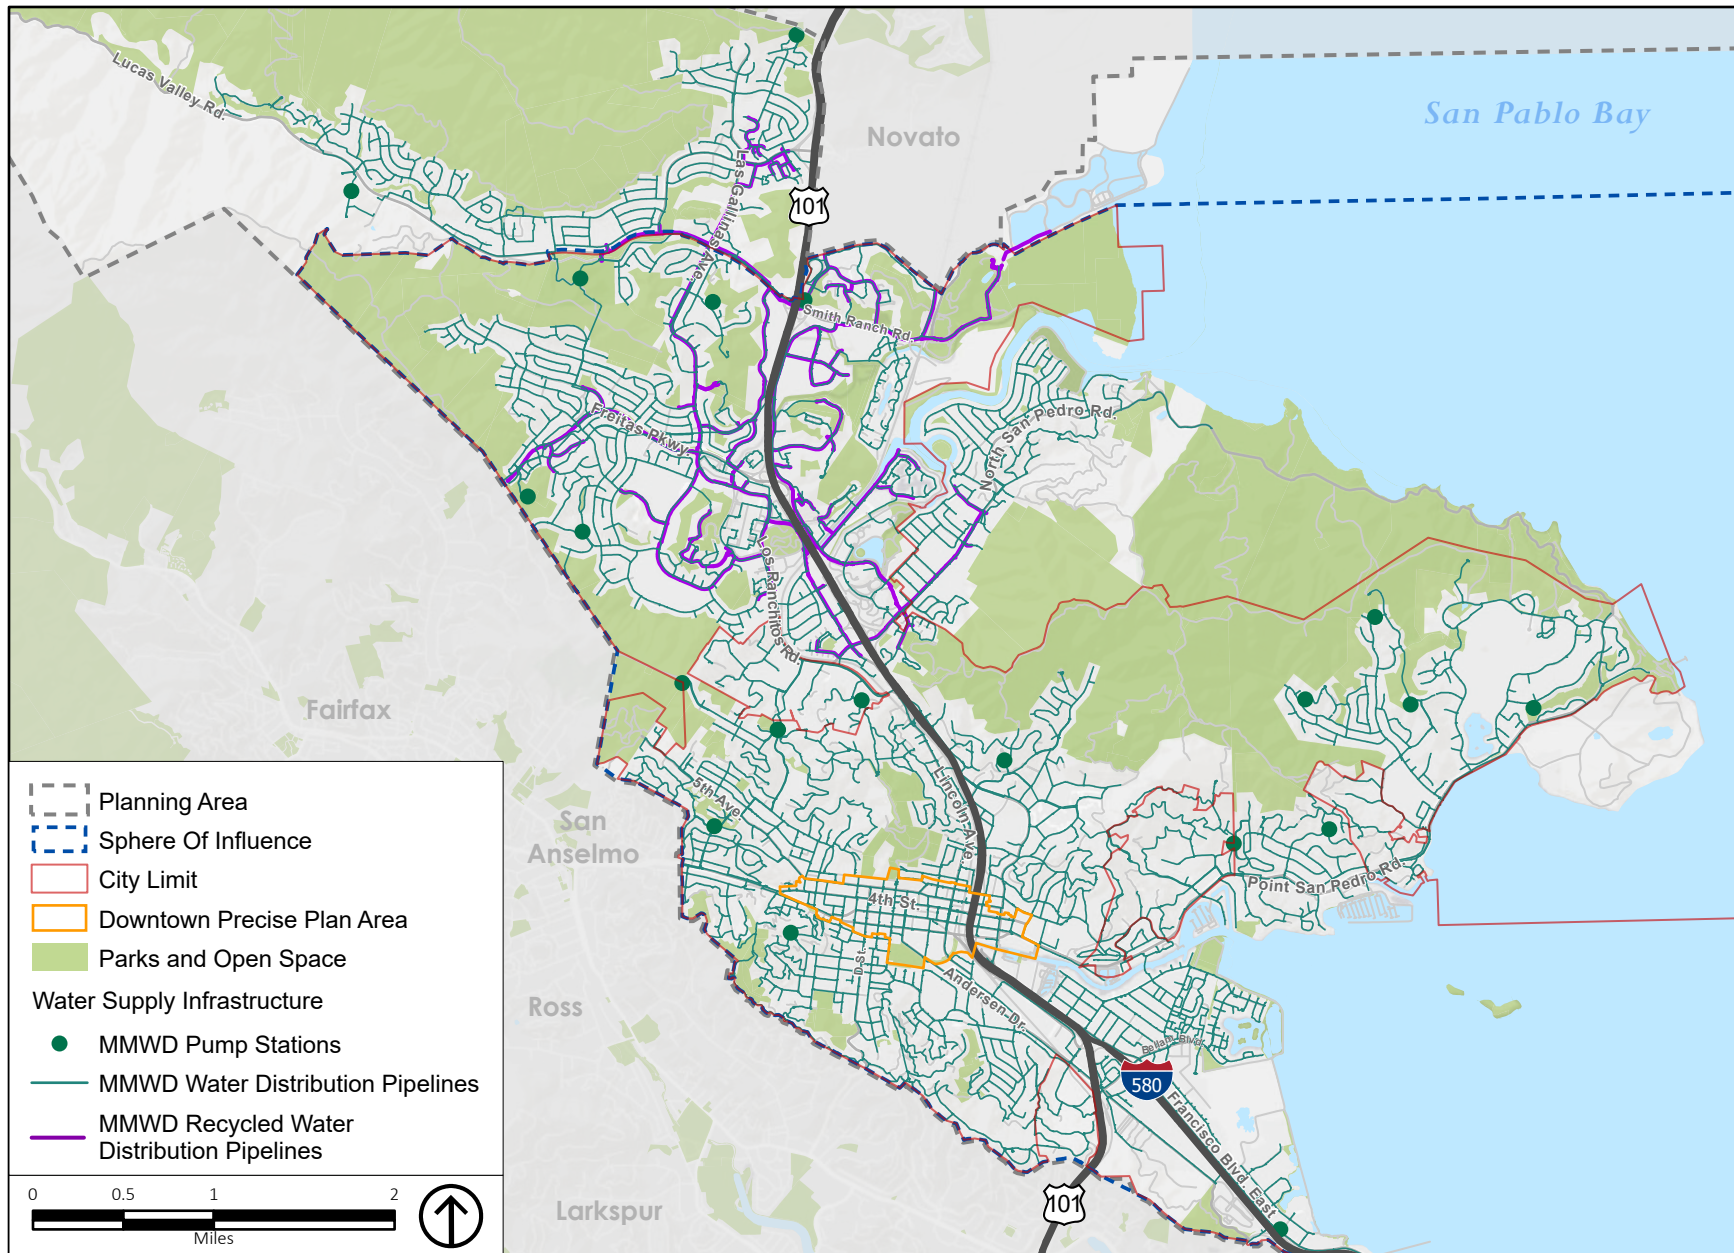 Lucas Valley Rd.
Novato
San Pablo Bay
Las Gallinas Ave.
101
Smith Ranch Rd.
Freitas Pkwy.
North San Pedro Rd.
Los Ranchitos Rd.
Fairfax
Lincoln Ave.
5th Ave.
San
Anselmo
4th St.
Point San Pedro Rd.
D St.
Andersen Dr.
Ross
Bellam Blvd
580
Francisco Blvd. East
101
Larkspur
Planning Area
Sphere Of Influence
City Limit
Downtown Precise Plan Area
Parks and Open Space
Water Supply Infrastructure
MMWD Pump Stations
MMWD Water Distribution Pipelines
MMWD Recycled Water
Distribution Pipelines
0 0.5 1 2
Miles